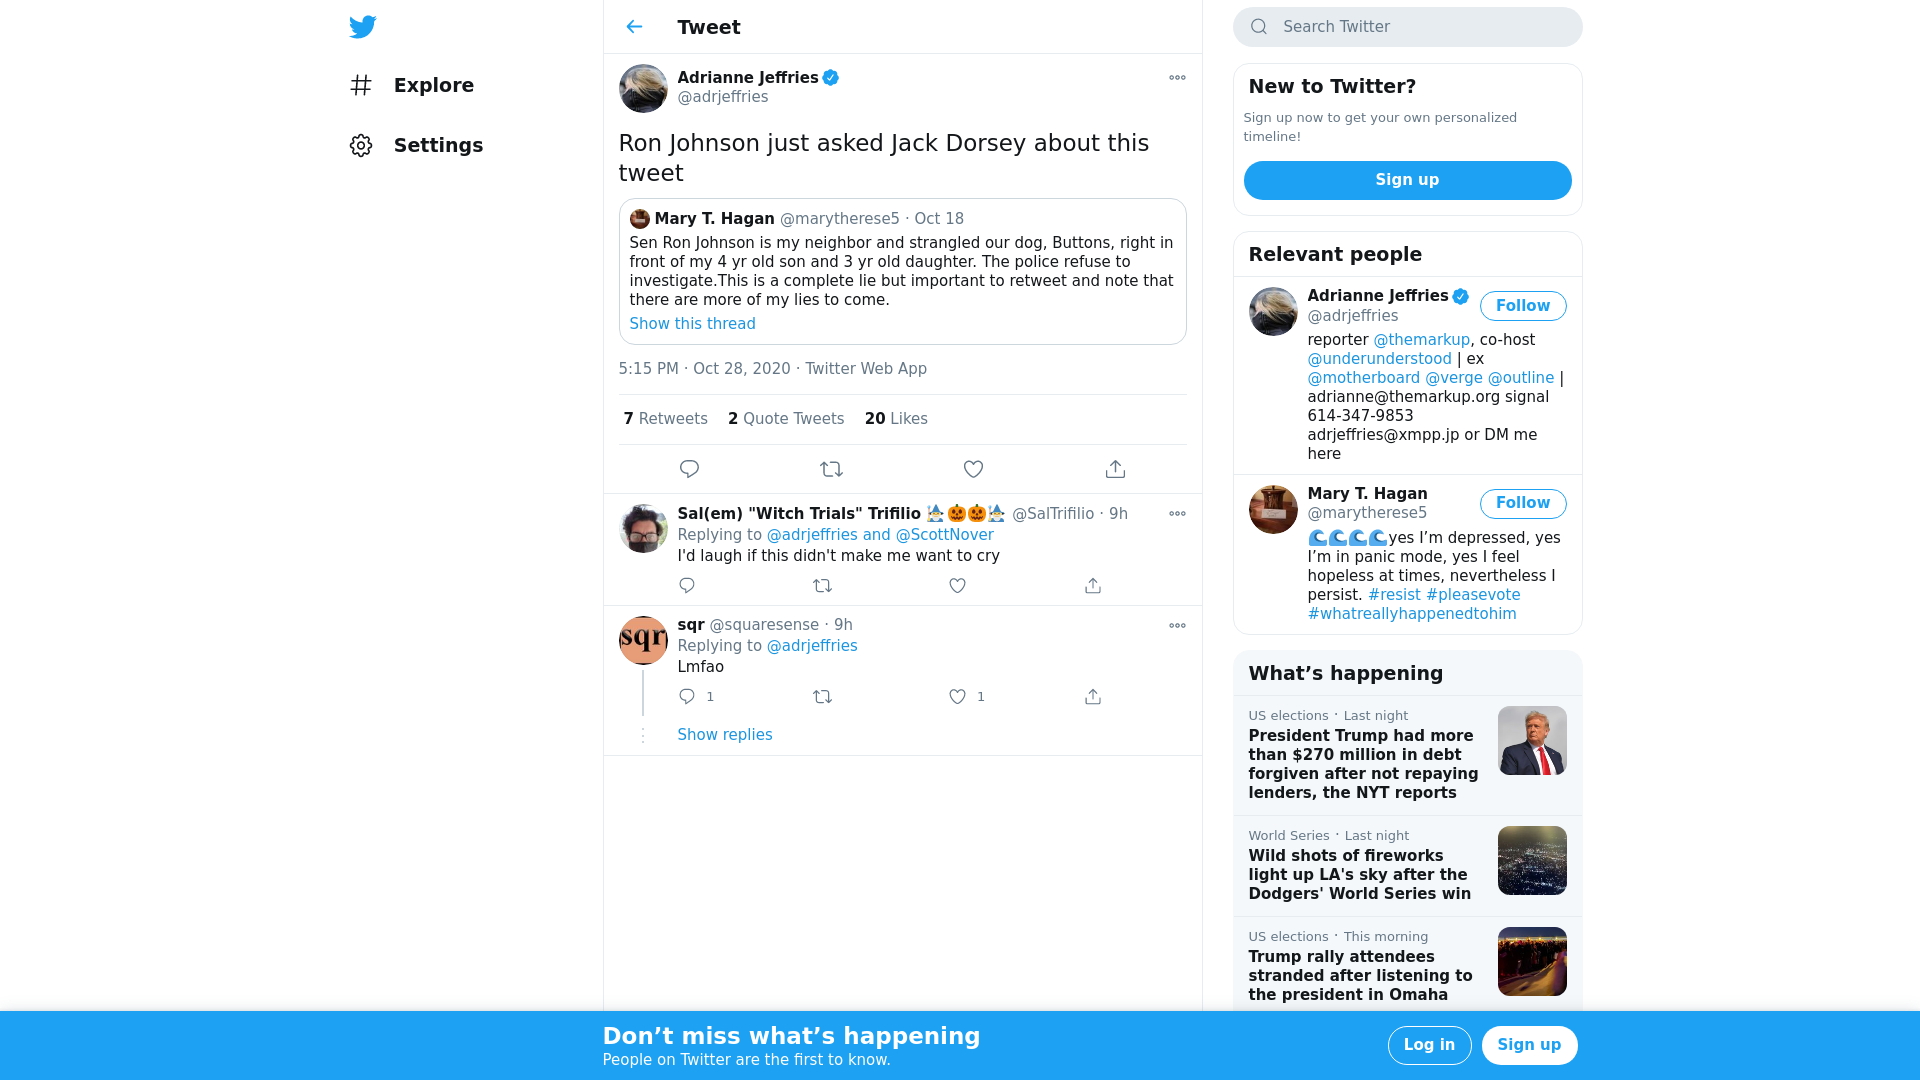 Tweet
Search Twitter
Explore
Settings
Adrianne Jeffries
@adrjeffries
Ron Johnson just asked Jack Dorsey about this
tweet
Mary T. Hagan @marytherese5 · Oct 18
Sen Ron Johnson is my neighbor and strangled our dog, Buttons, right in
front of my 4 yr old son and 3 yr old daughter. The police refuse to
investigate.This is a complete lie but important to retweet and note that
there are more of my lies to come.
Show this thread
5:15 PM · Oct 28, 2020 · Twitter Web App
7 Retweets 2 Quote Tweets 20 Likes
Sal(em) "Witch Trials" Trifilio 🧙‍♂️🎃🎃🧙‍♂️ @SalTrifilio · 9h
Replying to @adrjeffries and @ScottNover
I'd laugh if this didn't make me want to cry
sqr @squaresense · 9h
sqr
Replying to @adrjeffries
Lmfao
1 1
Show replies
New to Twitter?
Sign up now to get your own personalized
timeline!
Sign up
Relevant people
Adrianne Jeffries
Follow
@adrjeffries
reporter @themarkup, co-host
@underunderstood | ex
@motherboard @verge @outline |
adrianne@themarkup.org signal
614-347-9853
adrjeffries@xmpp.jp or DM me
here
Mary T. Hagan
Follow
@marytherese5
🌊🌊🌊🌊yes I’m depressed, yes
I’m in panic mode, yes I feel
hopeless at times, nevertheless I
persist. #resist #pleasevote
#whatreallyhappenedtohim
What’s happening
US elections · Last night
President Trump had more
than $270 million in debt
forgiven after not repaying
lenders, the NYT reports
World Series · Last night
Wild shots of fireworks
light up LA's sky after the
Dodgers' World Series win
US elections · This morning
Trump rally attendees
stranded after listening to
the president in Omaha
Don’t miss what’s happening
People on Twitter are the first to know.
Log in
Sign up